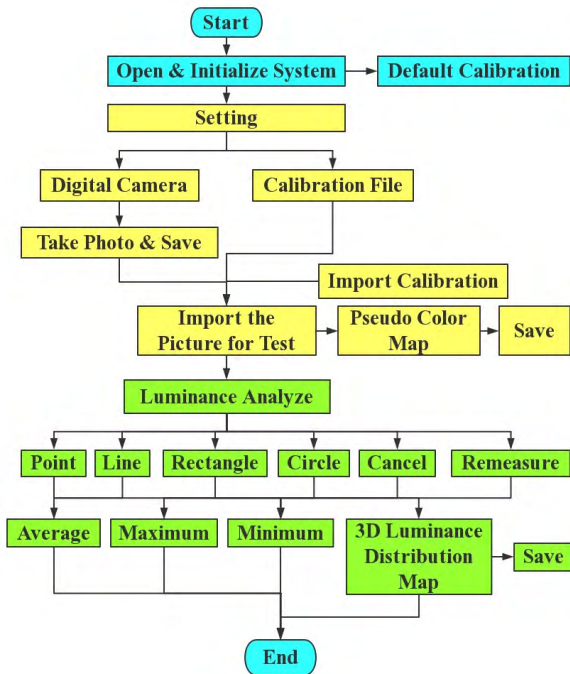 Start
Open & Initialize System
Default Calibration
Setting
Digital Camera
Calibration File
Take Photo & Save
Import Calibration
Import the
Picture for Test
Pseudo Color
Map
Save
Luminance Analyze
Point
Line
Rectangle
Circle
Cancel
Remeasure
Average
Maximum
Minimum
3D Luminance
Distribution
Map
Save
End